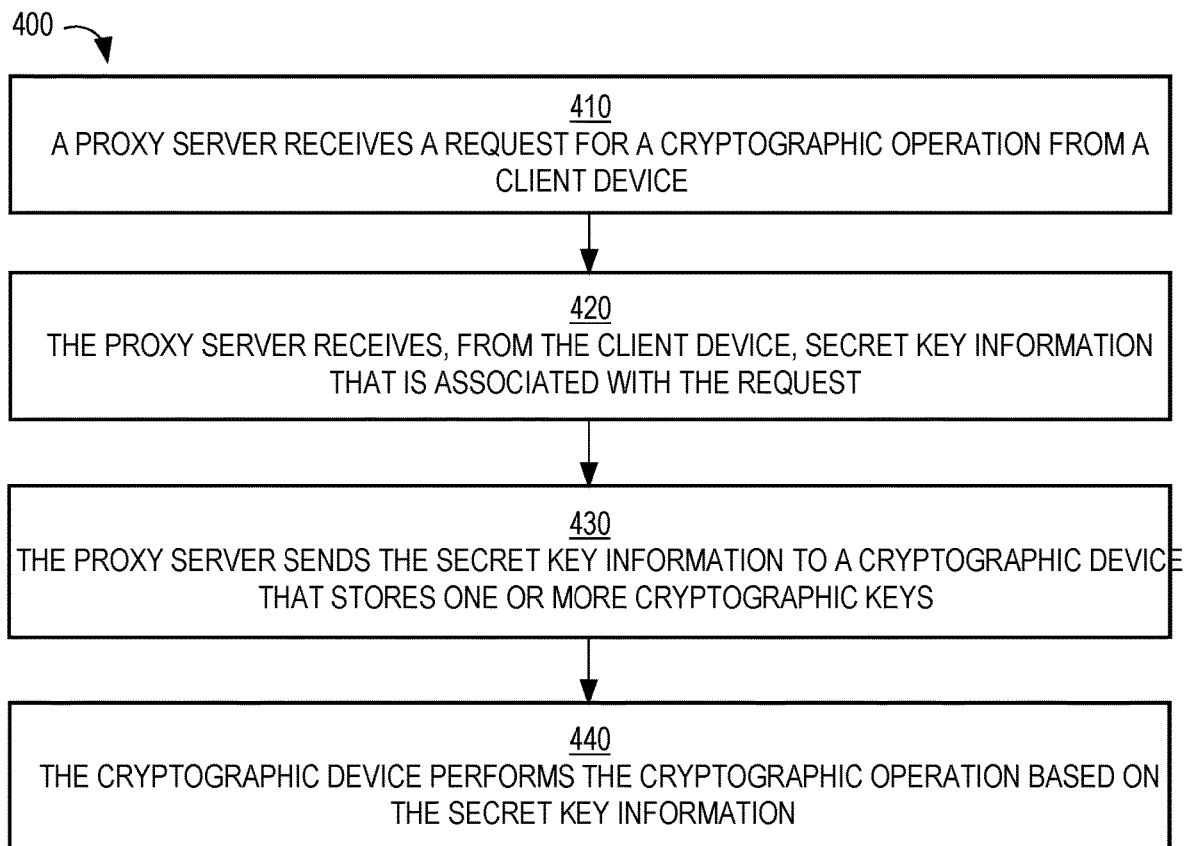 400
410
A PROXY SERVER RECEIVES A REQUEST FOR A CRYPTOGRAPHIC OPERATION FROM A
CLIENT DEVICE
420
THE PROXY SERVER RECEIVES, FROM THE CLIENT DEVICE, SECRET KEY INFORMATION
THAT IS ASSOCIATED WITH THE REQUEST
430
THE PROXY SERVER SENDS THE SECRET KEY INFORMATION TO A CRYPTOGRAPHIC DEVICE
THAT STORES ONE OR MORE CRYPTOGRAPHIC KEYS
440
THE CRYPTOGRAPHIC DEVICE PERFORMS THE CRYPTOGRAPHIC OPERATION BASED ON
THE SECRET KEY INFORMATION